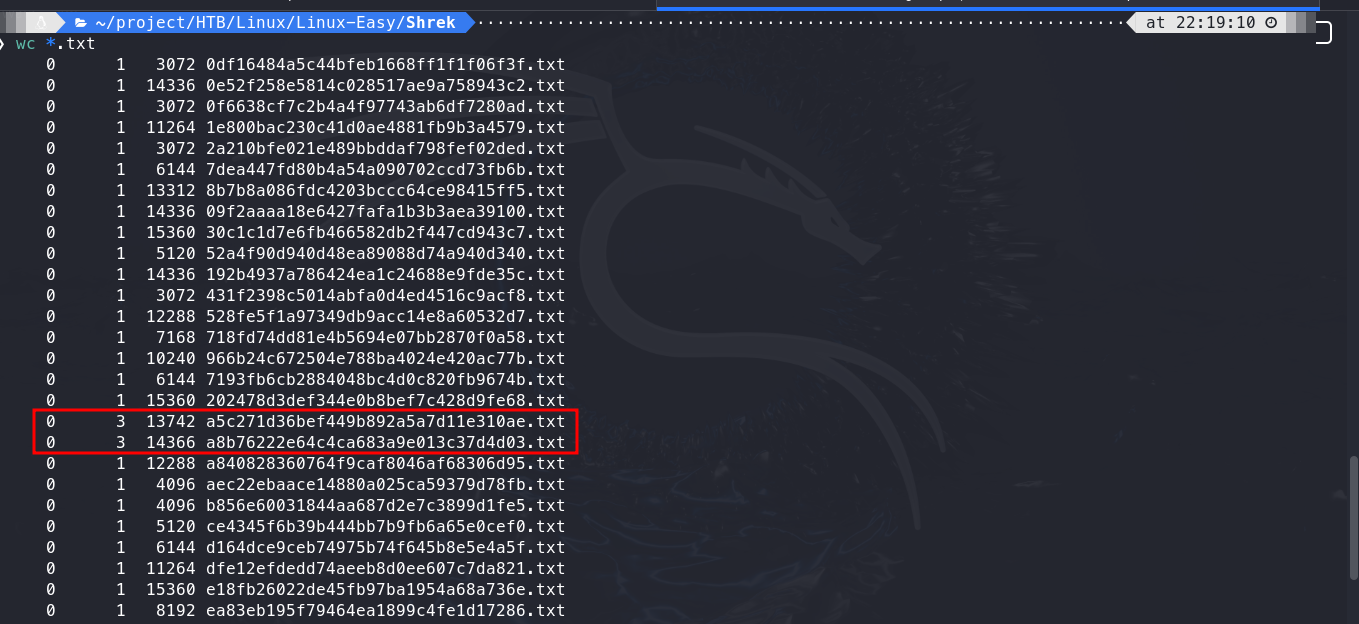 ~/project/HTB/Linux/Linux-Easy/Shrek at 22:19:10
wc *.txt
0 1 3072 0df16484a5c44bfeb1668ff1f1f06f3f.txt
0 1 14336 0e52f258e5814c028517ae9a758943c2.txt
0 1 3072 0f6638cf7c2b4a4f97743ab6df7280ad.txt
0 1 11264 1e800bac230c41d0ae4881fb9b3a4579.txt
0 1 3072 2a210bfe021e489bbddaf798fef02ded.txt
0 1 6144 7dea447fd80b4a54a090702ccd73fb6b.txt
0 1 13312 8b7b8a086fdc4203bccc64ce98415ff5.txt
0 1 14336 09f2aaaa18e6427fafa1b3b3aea39100.txt
0 1 15360 30c1c1d7e6fb466582db2f447cd943c7.txt
0 1 5120 52a4f90d940d48ea89088d74a940d340.txt
0 1 14336 192b4937a786424ea1c24688e9fde35c.txt
0 1 3072 431f2398c5014abfa0d4ed4516c9acf8.txt
0 1 12288 528fe5f1a97349db9acc14e8a60532d7.txt
0 1 7168 718fd74dd81e4b5694e07bb2870f0a58.txt
0 1 10240 966b24c672504e788ba4024e420ac77b.txt
0 1 6144 7193fb6cb2884048bc4d0c820fb9674b.txt
0 1 15360 202478d3def344e0b8bef7c428d9fe68.txt
0 3 13742 a5c271d36bef449b892a5a7d11e310ae.txt
0 3 14366 a8b76222e64c4ca683a9e013c37d4d03.txt
0 1 12288 a840828360764f9caf8046af68306d95.txt
0 1 4096 aec22ebaace14880a025ca59379d78fb.txt
0 1 4096 b856e60031844aa687d2e7c3899d1fe5.txt
0 1 5120 ce4345f6b39b444bb7b9fb6a65e0cef0.txt
0 1 6144 d164dce9ceb74975b74f645b8e5e4a5f.txt
0 1 11264 dfe12efdedd74aeeb8d0ee607c7da821.txt
0 1 15360 e18fb26022de45fb97ba1954a68a736e.txt
0 1 8192 ea83eb195f79464ea1899c4fe1d17286.txt